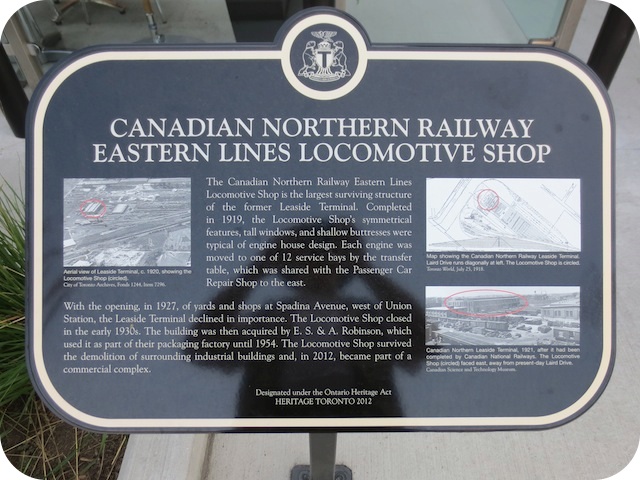 T
CANADIAN NORTHERN RAILWAY
EASTERN LINES LOCOMOTIVE SHOP
The Canadian Northern Railway Eastern Lines
Locomotive Shop is the largest surviving structure
of the former Leaside Terminal. Completed
in 1919, the Locomotive Shop's symmetrical
features, tall windows, and shallow buttresses were
typical of engine house design. Each engine was
moved to one of 12 service bays by the transfer
table, which was shared with the Passenger Car
Repair Shop to the east.
Aerial view of Leaside Terminal, c. 1920, showing the
Locomotive Shop (circled).
City of Toronto Archives, Fonds 1244, Item 2296.
With the opening, in 1927, of yards and shops at Spadina Avenue, west of Union
Station, the Leaside Terminal declined in importance. The Locomotive Shop closed
in the early 1930s. The building was then acquired by E. S. & A. Robinson, which
used it as part of their packaging factory until 1954. The Locomotive Shop survived
the demolition of surrounding industrial buildings and, in 2012, became part of a
commercial complex.
Map showing the Canadian Northern Railway Leaside Terminal.
Laird Drive runs diagonally at left. The Locomotive Shop is circled.
Toronto World, July 25, 1918.
Canadian Northern Leaside Terminal, 1921, after it had been
completed by Canadian National Railways. The Locomotive
Shop (circled) faced east, away from present-day Laird Drive.
Canadian Science and Technology Museum.
Designated under the Ontario Heritage Act
HERITAGE TORONTO 2012